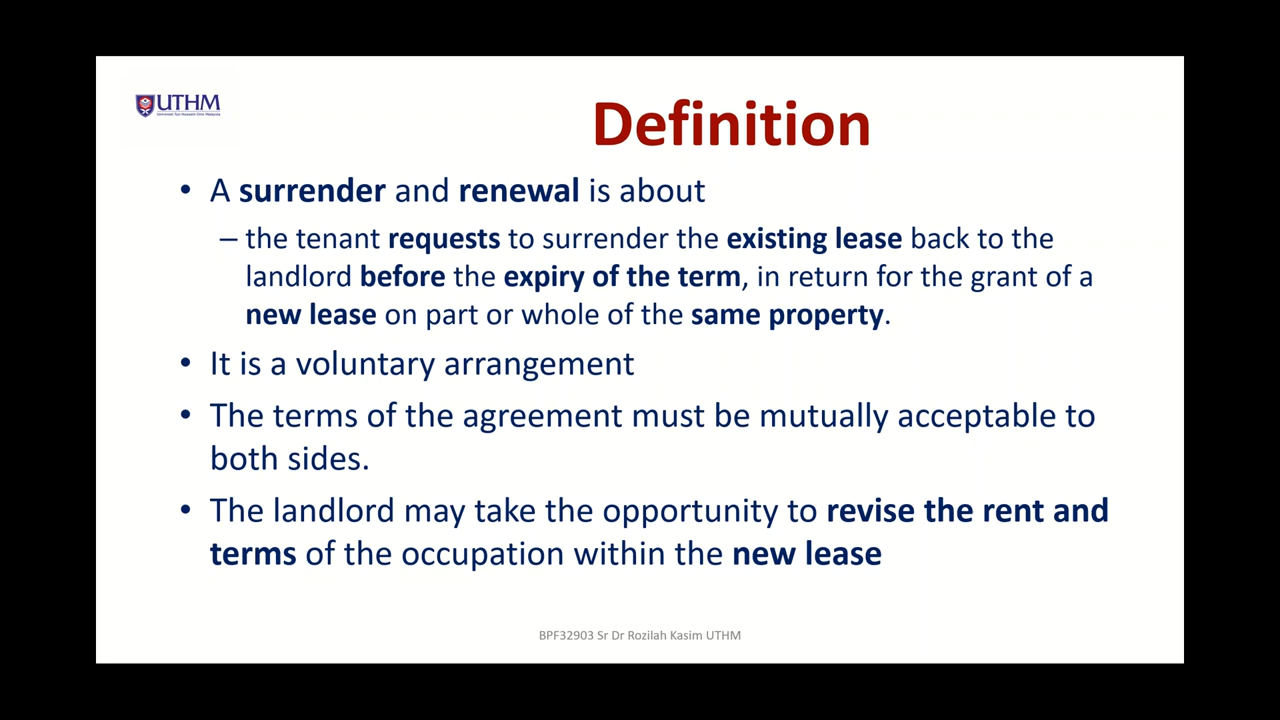 UTHM
Definition
• A surrender and renewal is about
– the tenant requests to surrender the existing lease back to the
landlord before the expiry of the term, in return for the grant of a
new lease on part or whole of the same property.
• It is a voluntary arrangement
• The terms of the agreement must be mutually acceptable to
both sides.
• The landlord may take the opportunity to revise the rent and
terms of the occupation within the new lease
BPF32903 Sr Dr Rozilah Kasim UTHM